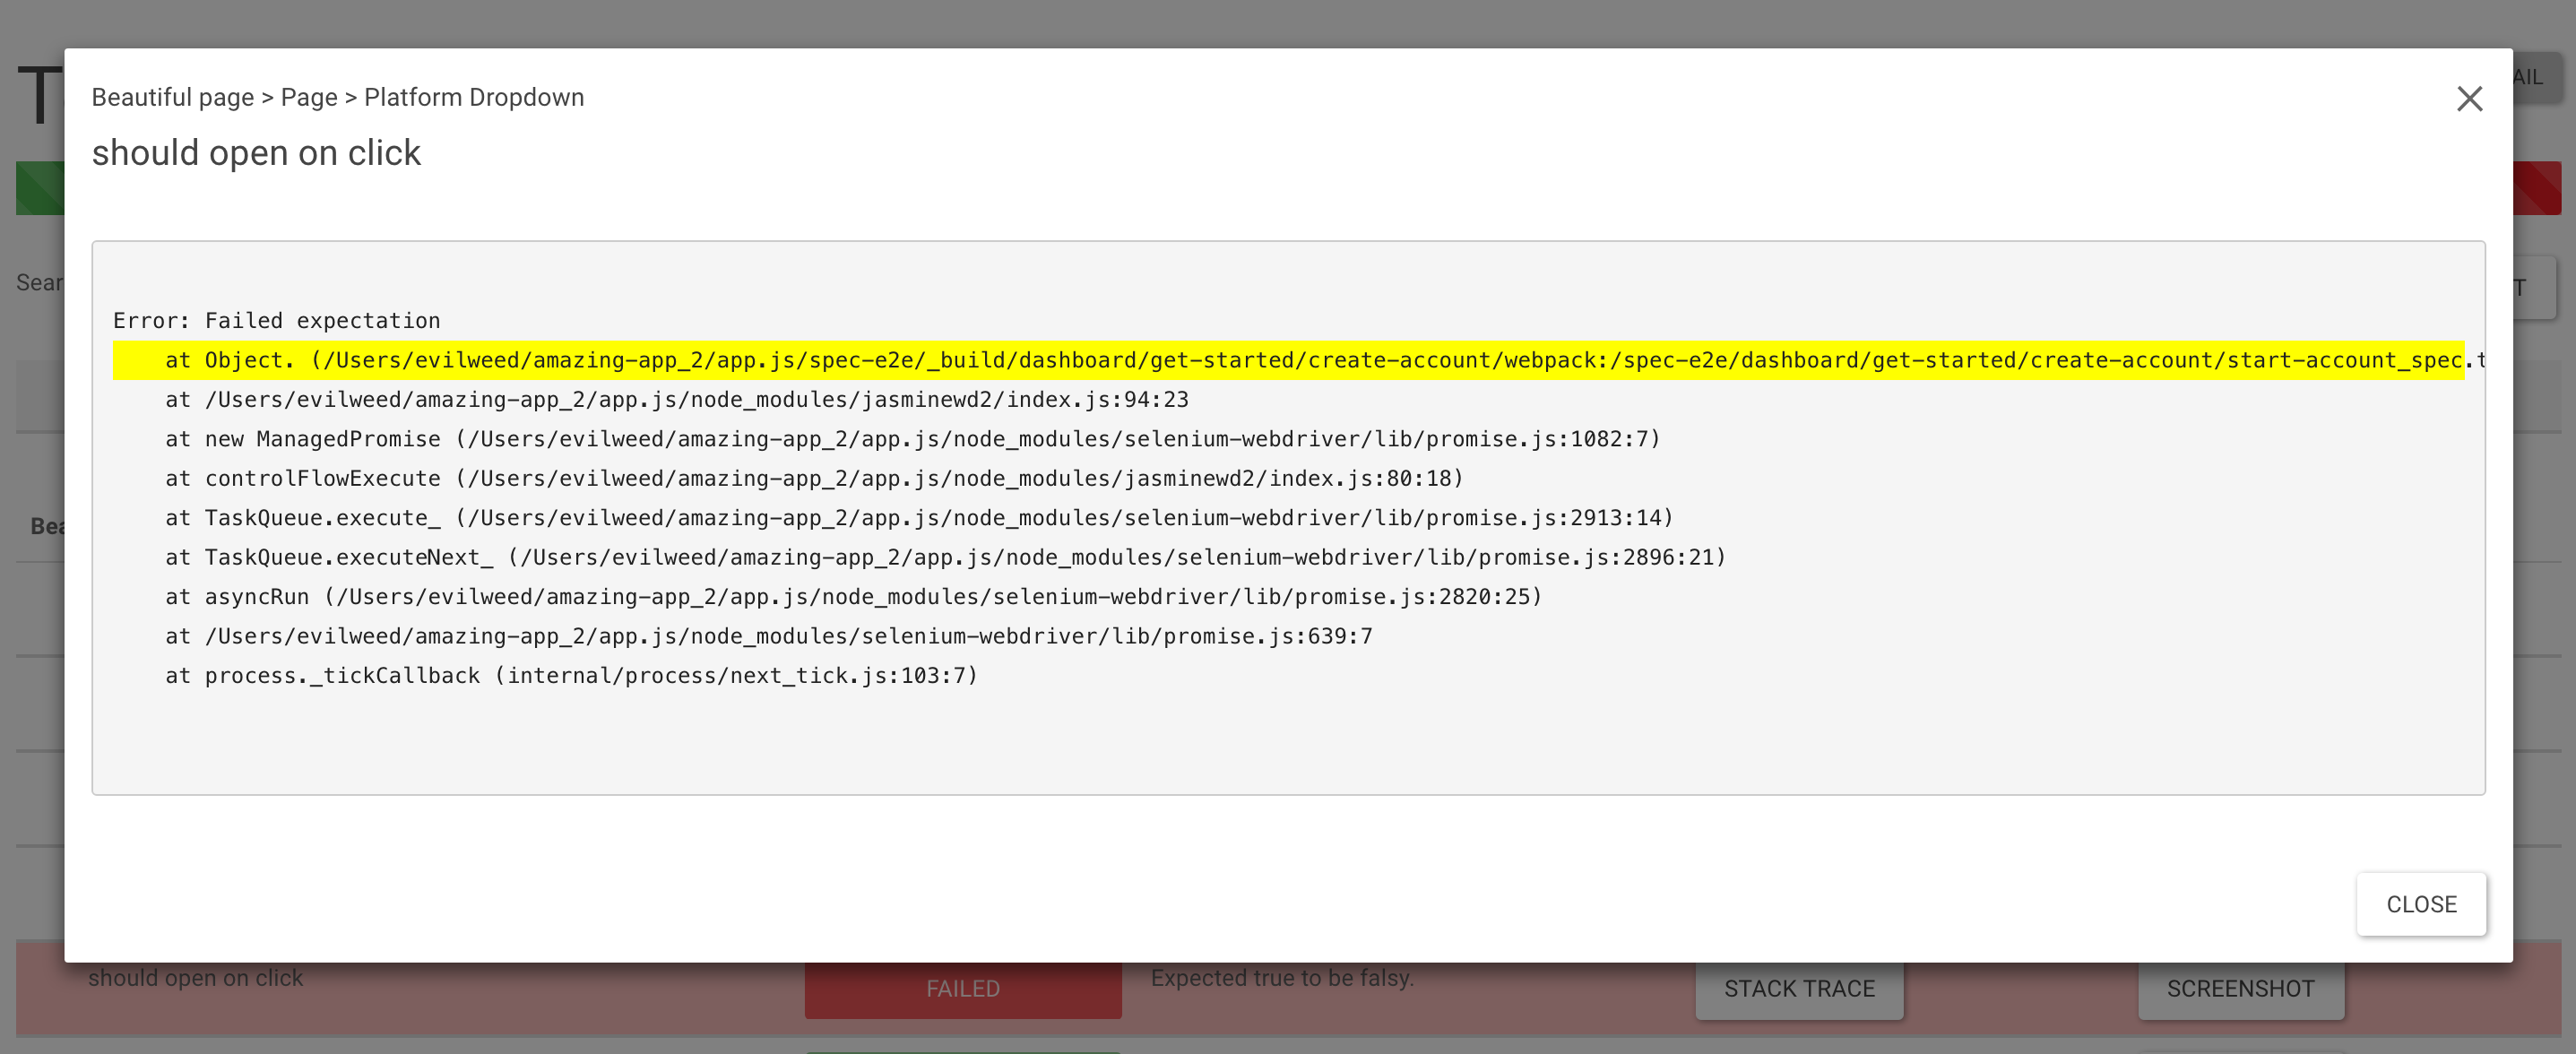 Beautiful page > Page > Platform Dropdown
should open on click
Error: Failed expectation
at Object. (/Users/evilweed/amazing-app_2/app.js/spec-e2e/_build/dashboard/get-started/create-account/webpack:/spec-e2e/dashboard/get-started/create-account/start-account_spec.t
at /Users/evilweed/amazing-app_2/app.js/node_modules/jasminewd2/index.js:94:23
at new ManagedPromise (/Users/evilweed/amazing-app_2/app.js/node_modules/selenium-webdriver/lib/promise.js:1082:7)
at controlFlowExecute (/Users/evilweed/amazing-app_2/app.js/node_modules/jasminewd2/index.js:80:18)
at TaskQueue.execute_ (/Users/evilweed/amazing-app_2/app.js/node_modules/selenium-webdriver/lib/promise.js:2913:14)
at TaskQueue.executeNext_ (/Users/evilweed/amazing-app_2/app.js/node_modules/selenium-webdriver/lib/promise.js:2896:21)
at asyncRun (/Users/evilweed/amazing-app_2/app.js/node_modules/selenium-webdriver/lib/promise.js:2820:25)
at /Users/evilweed/amazing-app_2/app.js/node_modules/selenium-webdriver/lib/promise.js:639:7
at process._tickCallback (internal/process/next_tick.js:103:7)
CLOSE
should open on click FAILED Expected true to be falsy. STACK TRACE SCREENSHOT